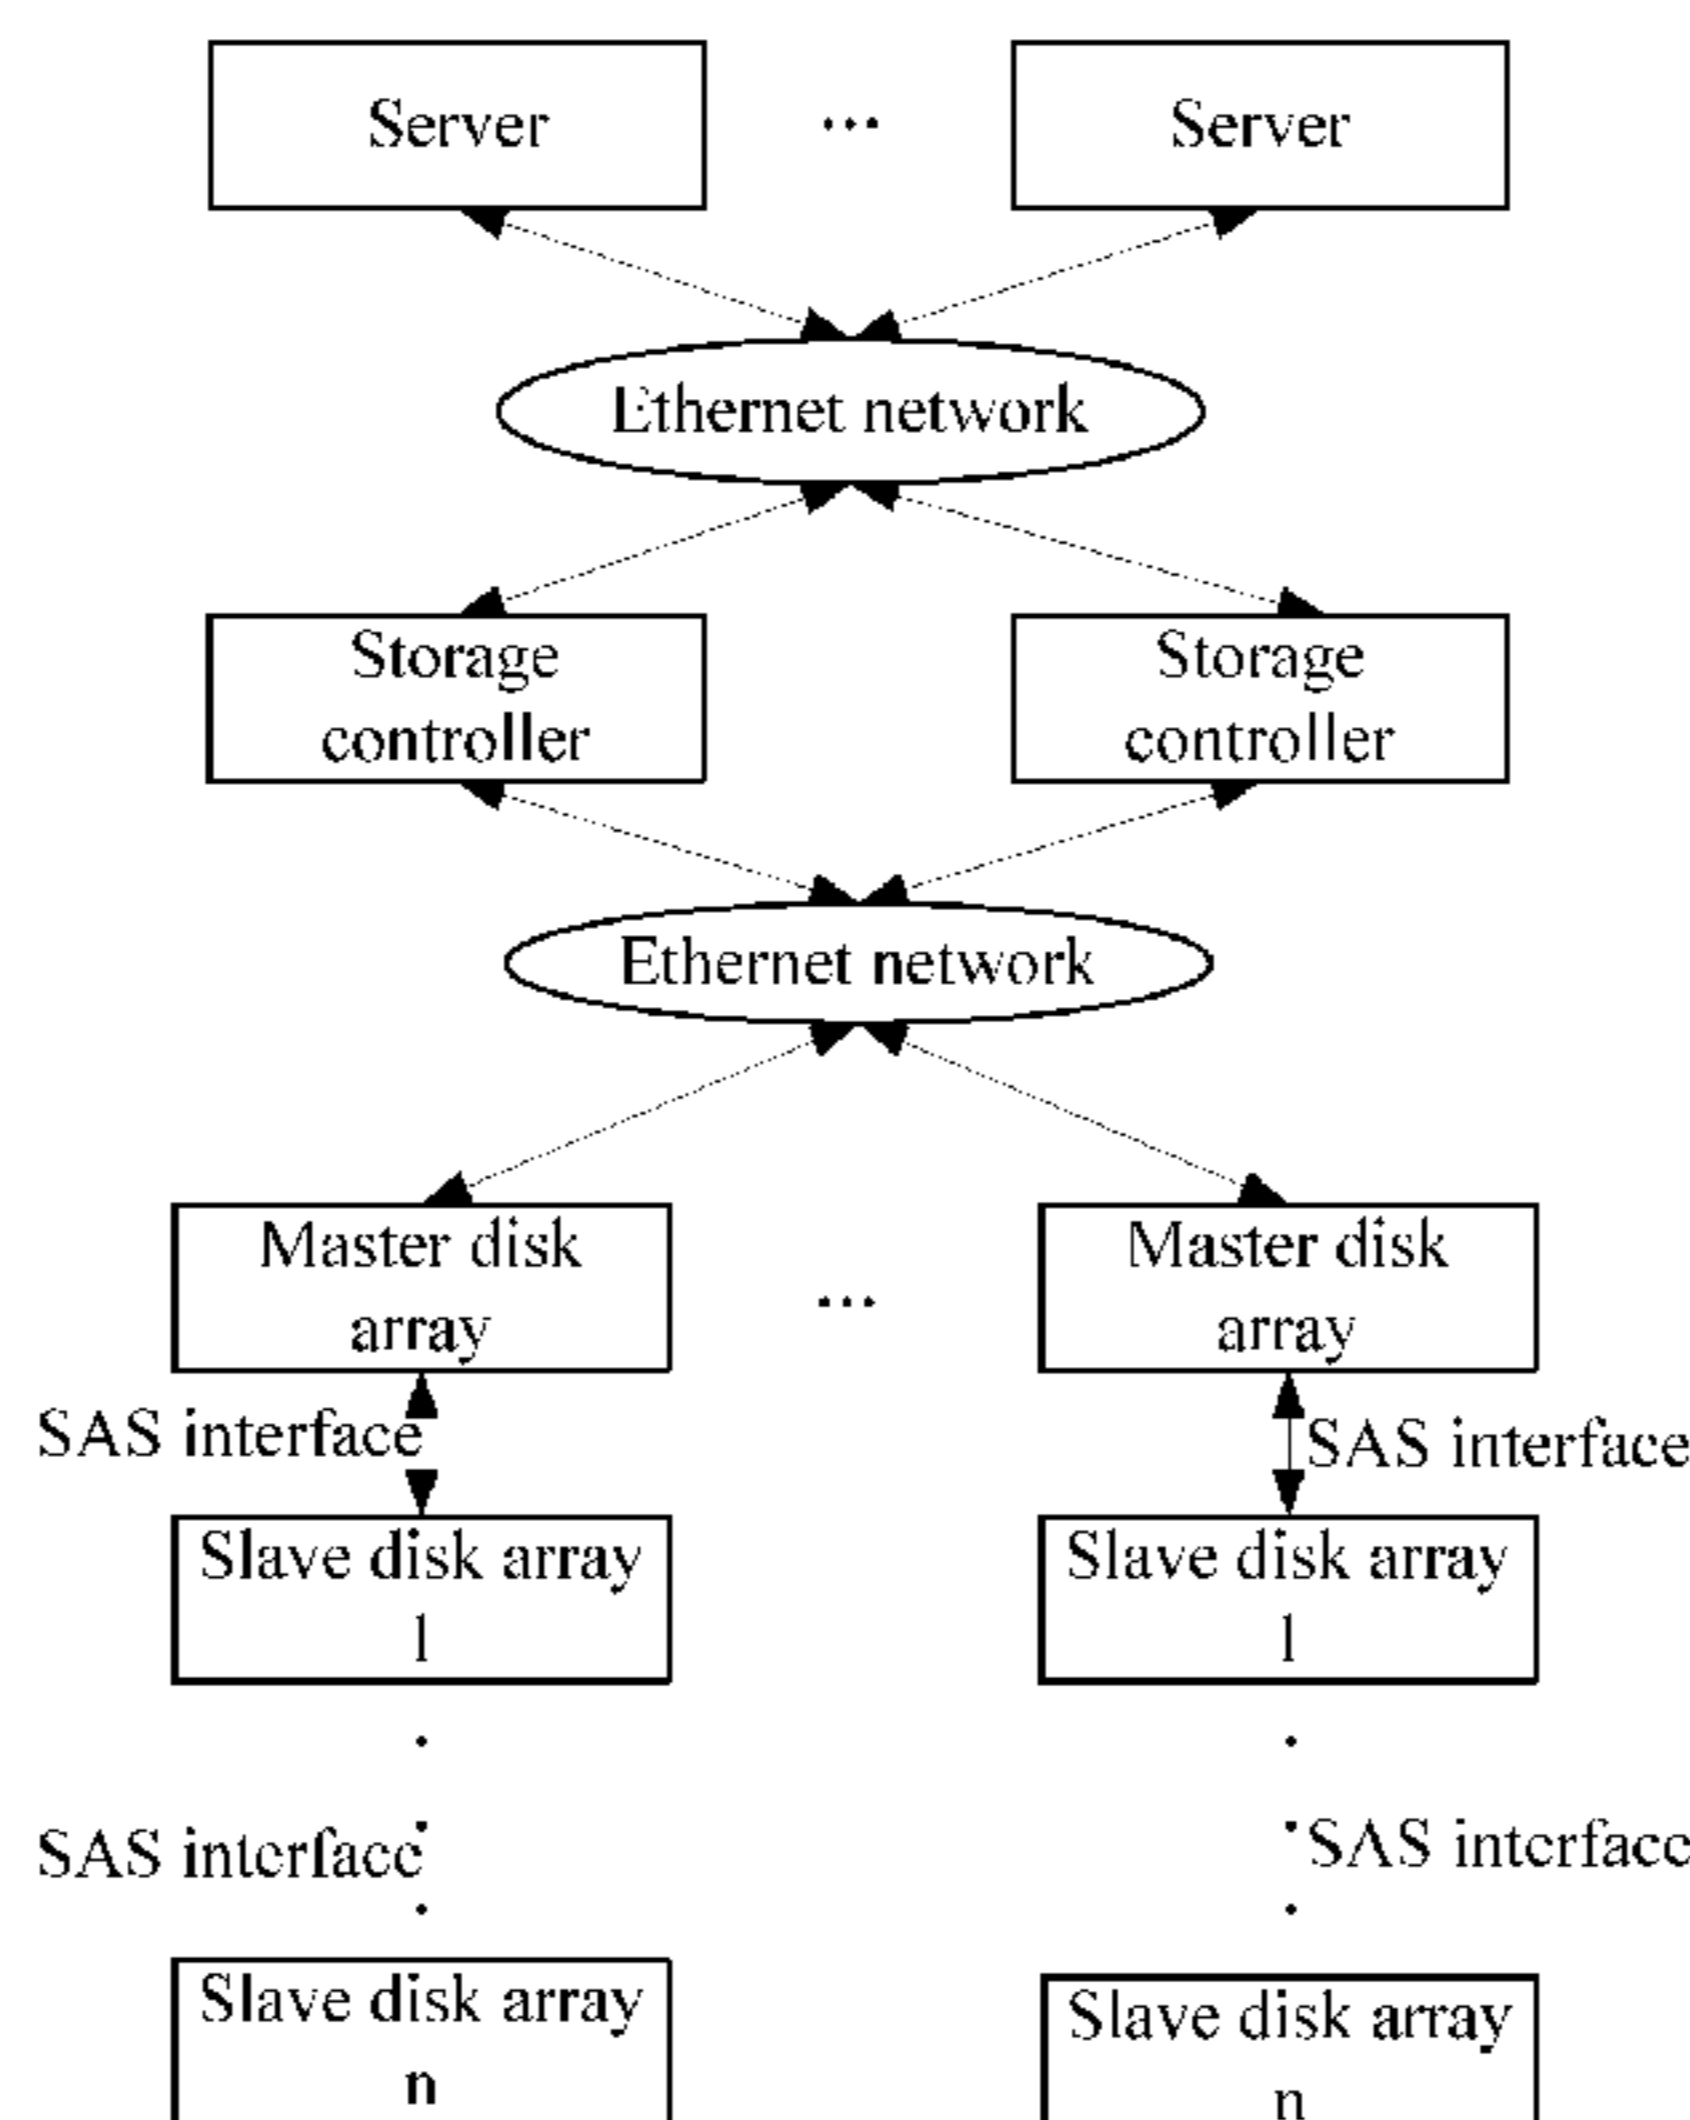 Server ... Server
Ethernet network
Storage
controller
Storage
controller
Ethernet network
Master disk
array
...
Master disk
array
SAS interface
SAS interface
Slave disk array
1
Slave disk array
1
SAS interface
SAS interface
Slave disk array
n
Slave disk array
n